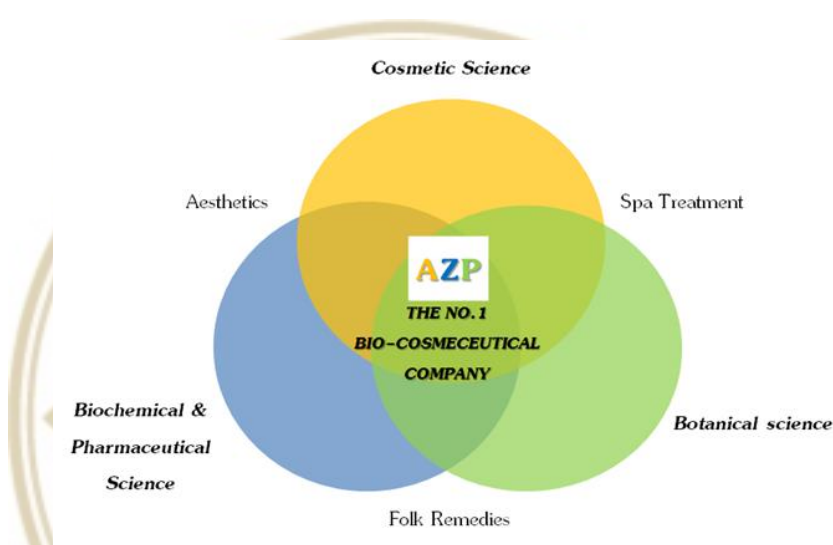 Cosmetic Science
Aesthetics
Spa Treatment
AZP
THE NO.1
BIO-COSMECEUTICAL
COMPANY
Biochemical &
Pharmaceutical
Science
Botanical science
Folk Remedies